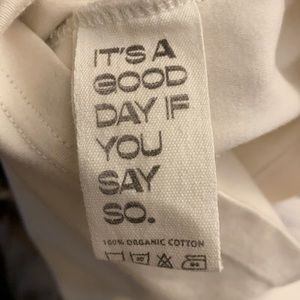 IT'S A
GOOD
DAY IF
YOU
SAY
SO.
100% ORGANIC COTTON